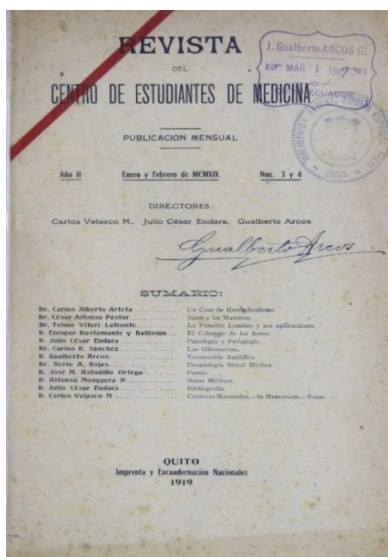 REVISTA
DEL
CENTRO DE ESTUDIANTES DE MEDICINA
PUBLICACION MENSUAL
Año II Enero y Febrero de MCMXIX Nos. 3 y 4
DIRECTORES
Carlos Velasco M., Julio César Endara, Gualberto Arcos
Gualberto Arcos
SUMARIO:
Dr. Carlos Alberto Arteta Un Caso de Hermafrodismo
Dr. César Alfonso Pástor Junto a los Maestros
Dr. Telmo Viteri Lafronte La Punción Lumbar y sus aplicaciones
D. Enrique Bustamante y Ballivián El Coleggio de los Asnos
D. Julio César Endara Psicología y Pedagogía
Dr. Carlos R. Sánchez Las Glicosurias
D. Gualberto Arcos Vacunación Antitífica
Dr. Nerio A. Rojas Deontología Moral Médica
D. José M. Astudillo Ortega Poesía
D. Alfonso Mosquera N Notas Médicas
D. Julio César Endara Bibliografía
D. Carlos Velasco M Crónicas Mensuales,—In Memoriam,—Notas
QUITO
Imprenta y Encuadernación Nacionales
1919
J. Gualberto ARCOS G.
MAR 1
ECUADOR
QUITO